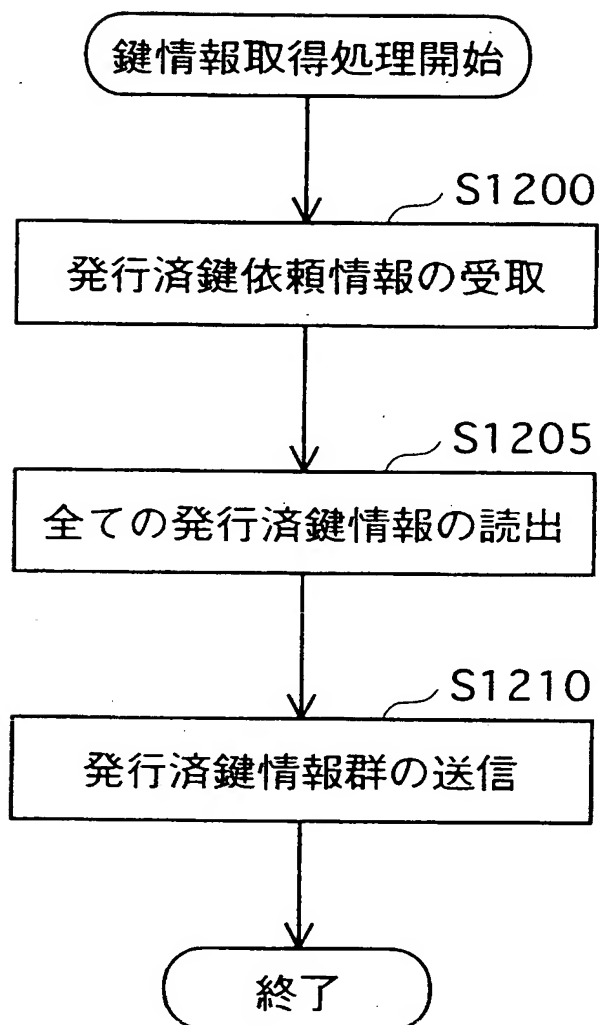 鍵情報取得処理開始
S1200
発行済鍵依頼情報の受取
S1205
全ての発行済鍵情報の読出
S1210
発行済鍵情報群の送信
終了